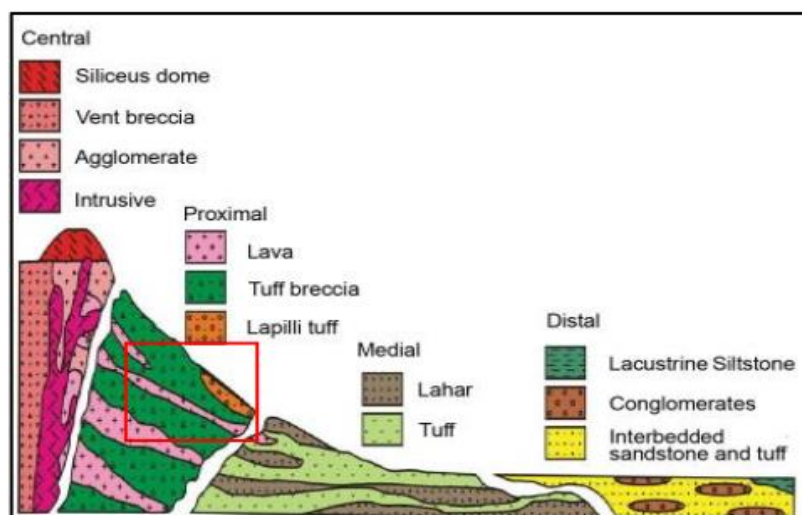 Central
Siliceus dome
Vent breccia
Agglomerate
Intrusive
Proximal
Lava
Tuff breccia
Lapilli tuff
Medial
Lahar
Tuff
Distal
Lacustrine Siltstone
Conglomerates
Interbedded
sandstone and tuff